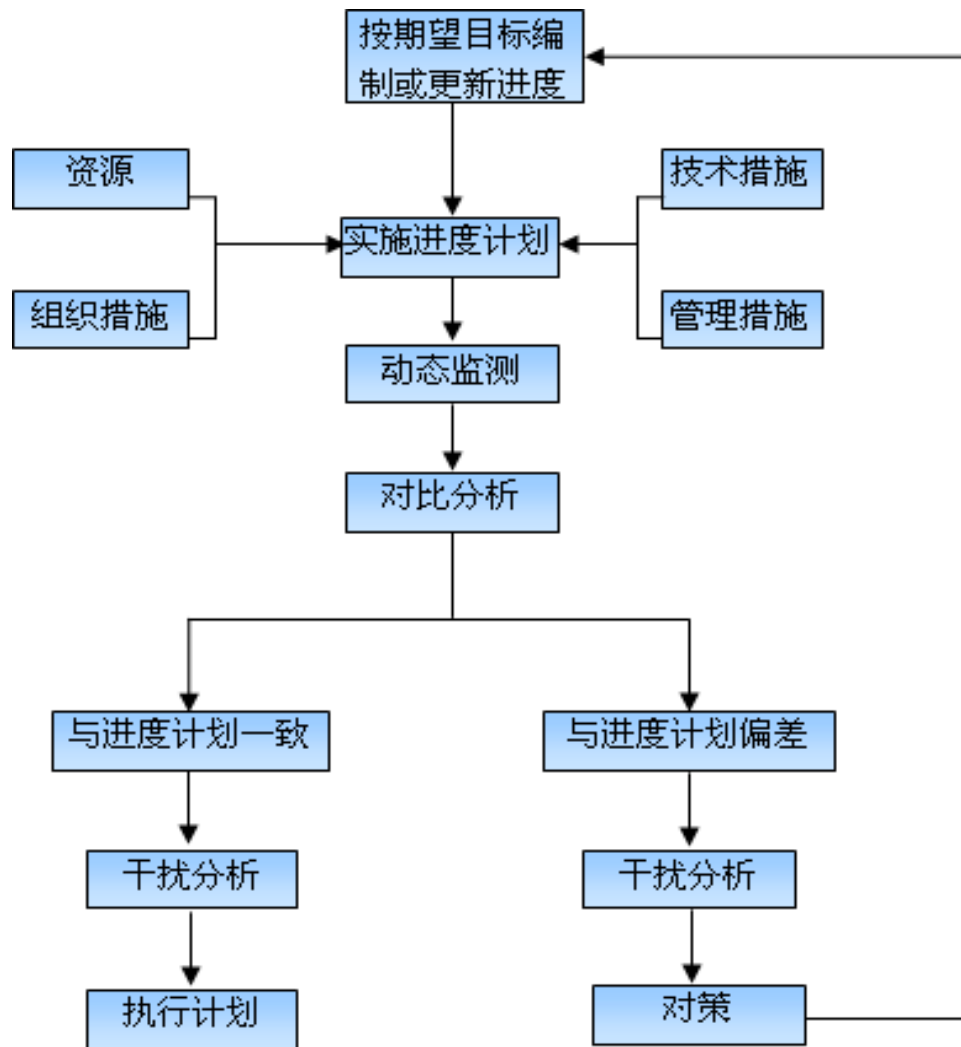 按期望目标编
制或更新进度
资源
技术措施
实施进度计划
组织措施
管理措施
动态监测
对比分析
与进度计划一致
与进度计划偏差
干扰分析
干扰分析
执行计划
对策